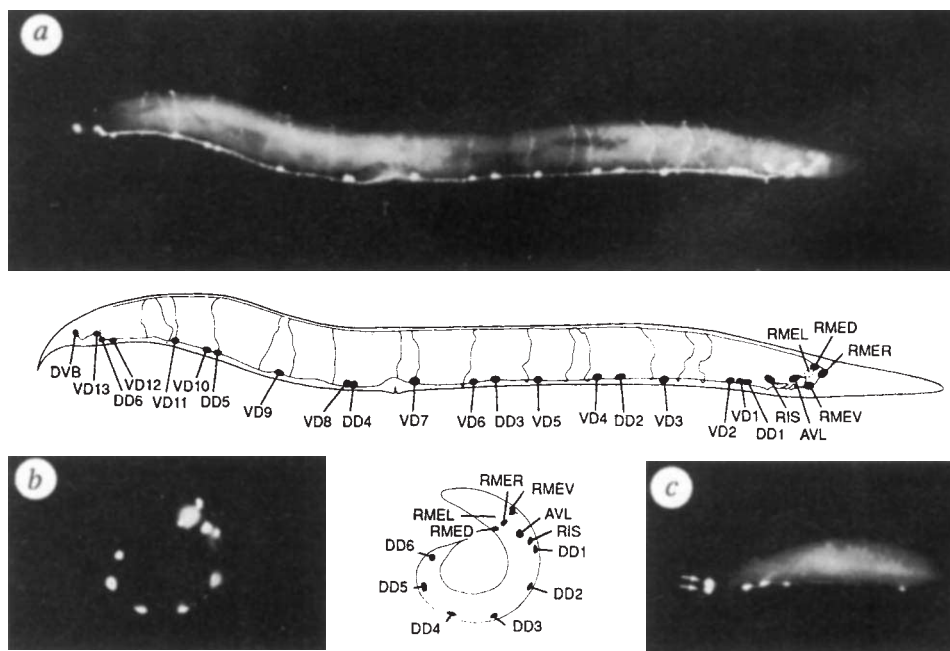 a
RMEL
RMED
RMER
DVB
VD13
DD6
VD12
VD11
VD10
DD5
VD9
VD8
DD4
VD7
VD6
DD3
VD5
VD4
DD2
VD3
VD2
VD1
DD1
RIS
AVL
RMEV
b
RMER
RMEV
RMEL
AVL
RMED
RIS
DD6
DD1
DD5
DD2
DD4
DD3
c